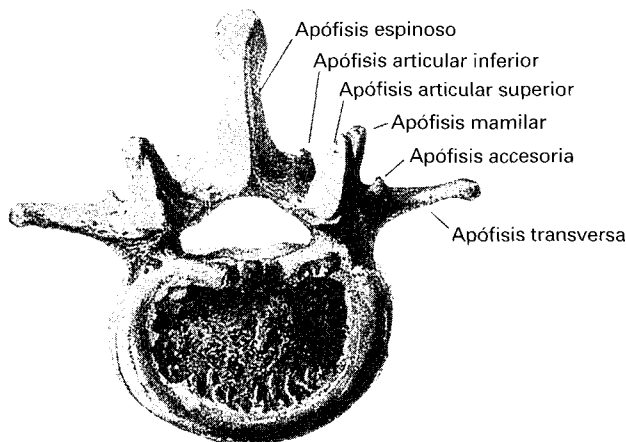 Apófisis espinoso
Apófisis articular inferior
Apófisis articular superior
Apófisis mamilar
Apófisis accesoria
Apófisis transversa